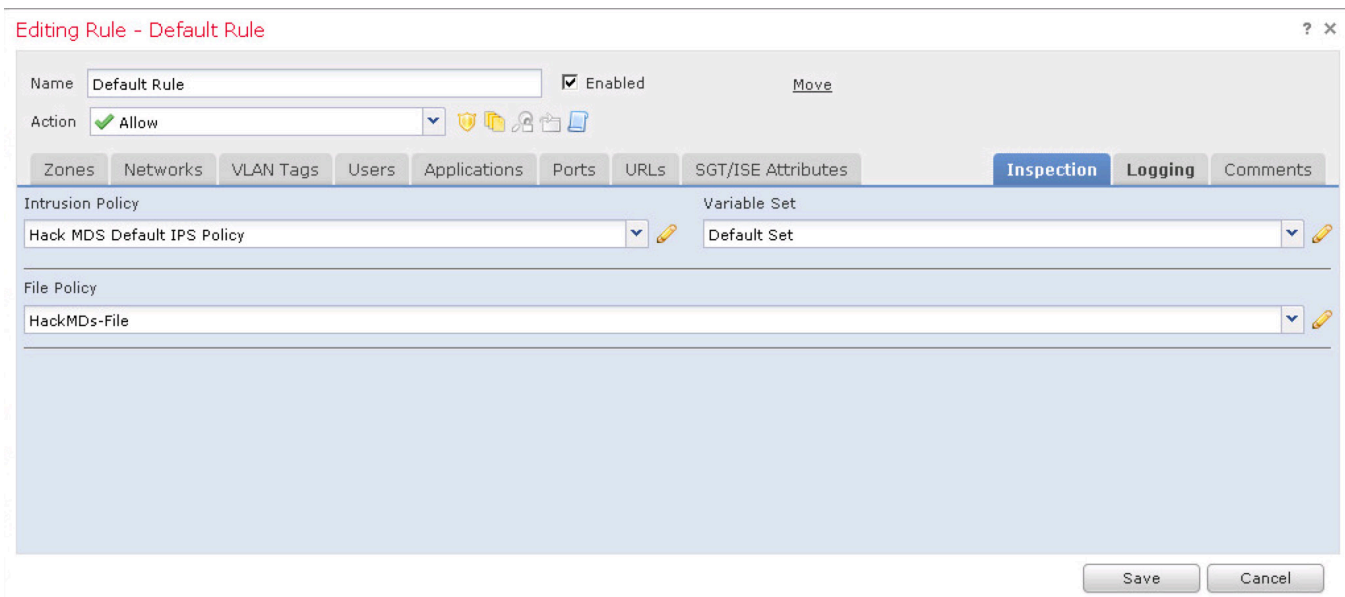 Editing Rule - Default Rule ? ×
Name Default Rule Enabled Move
Action Allow
Zones Networks VLAN Tags Users Applications Ports URLs SGT/ISE Attributes Inspection Logging Comments
Intrusion Policy Variable Set
Hack MDS Default IPS Policy Default Set
File Policy
HackMDs-File
Save Cancel